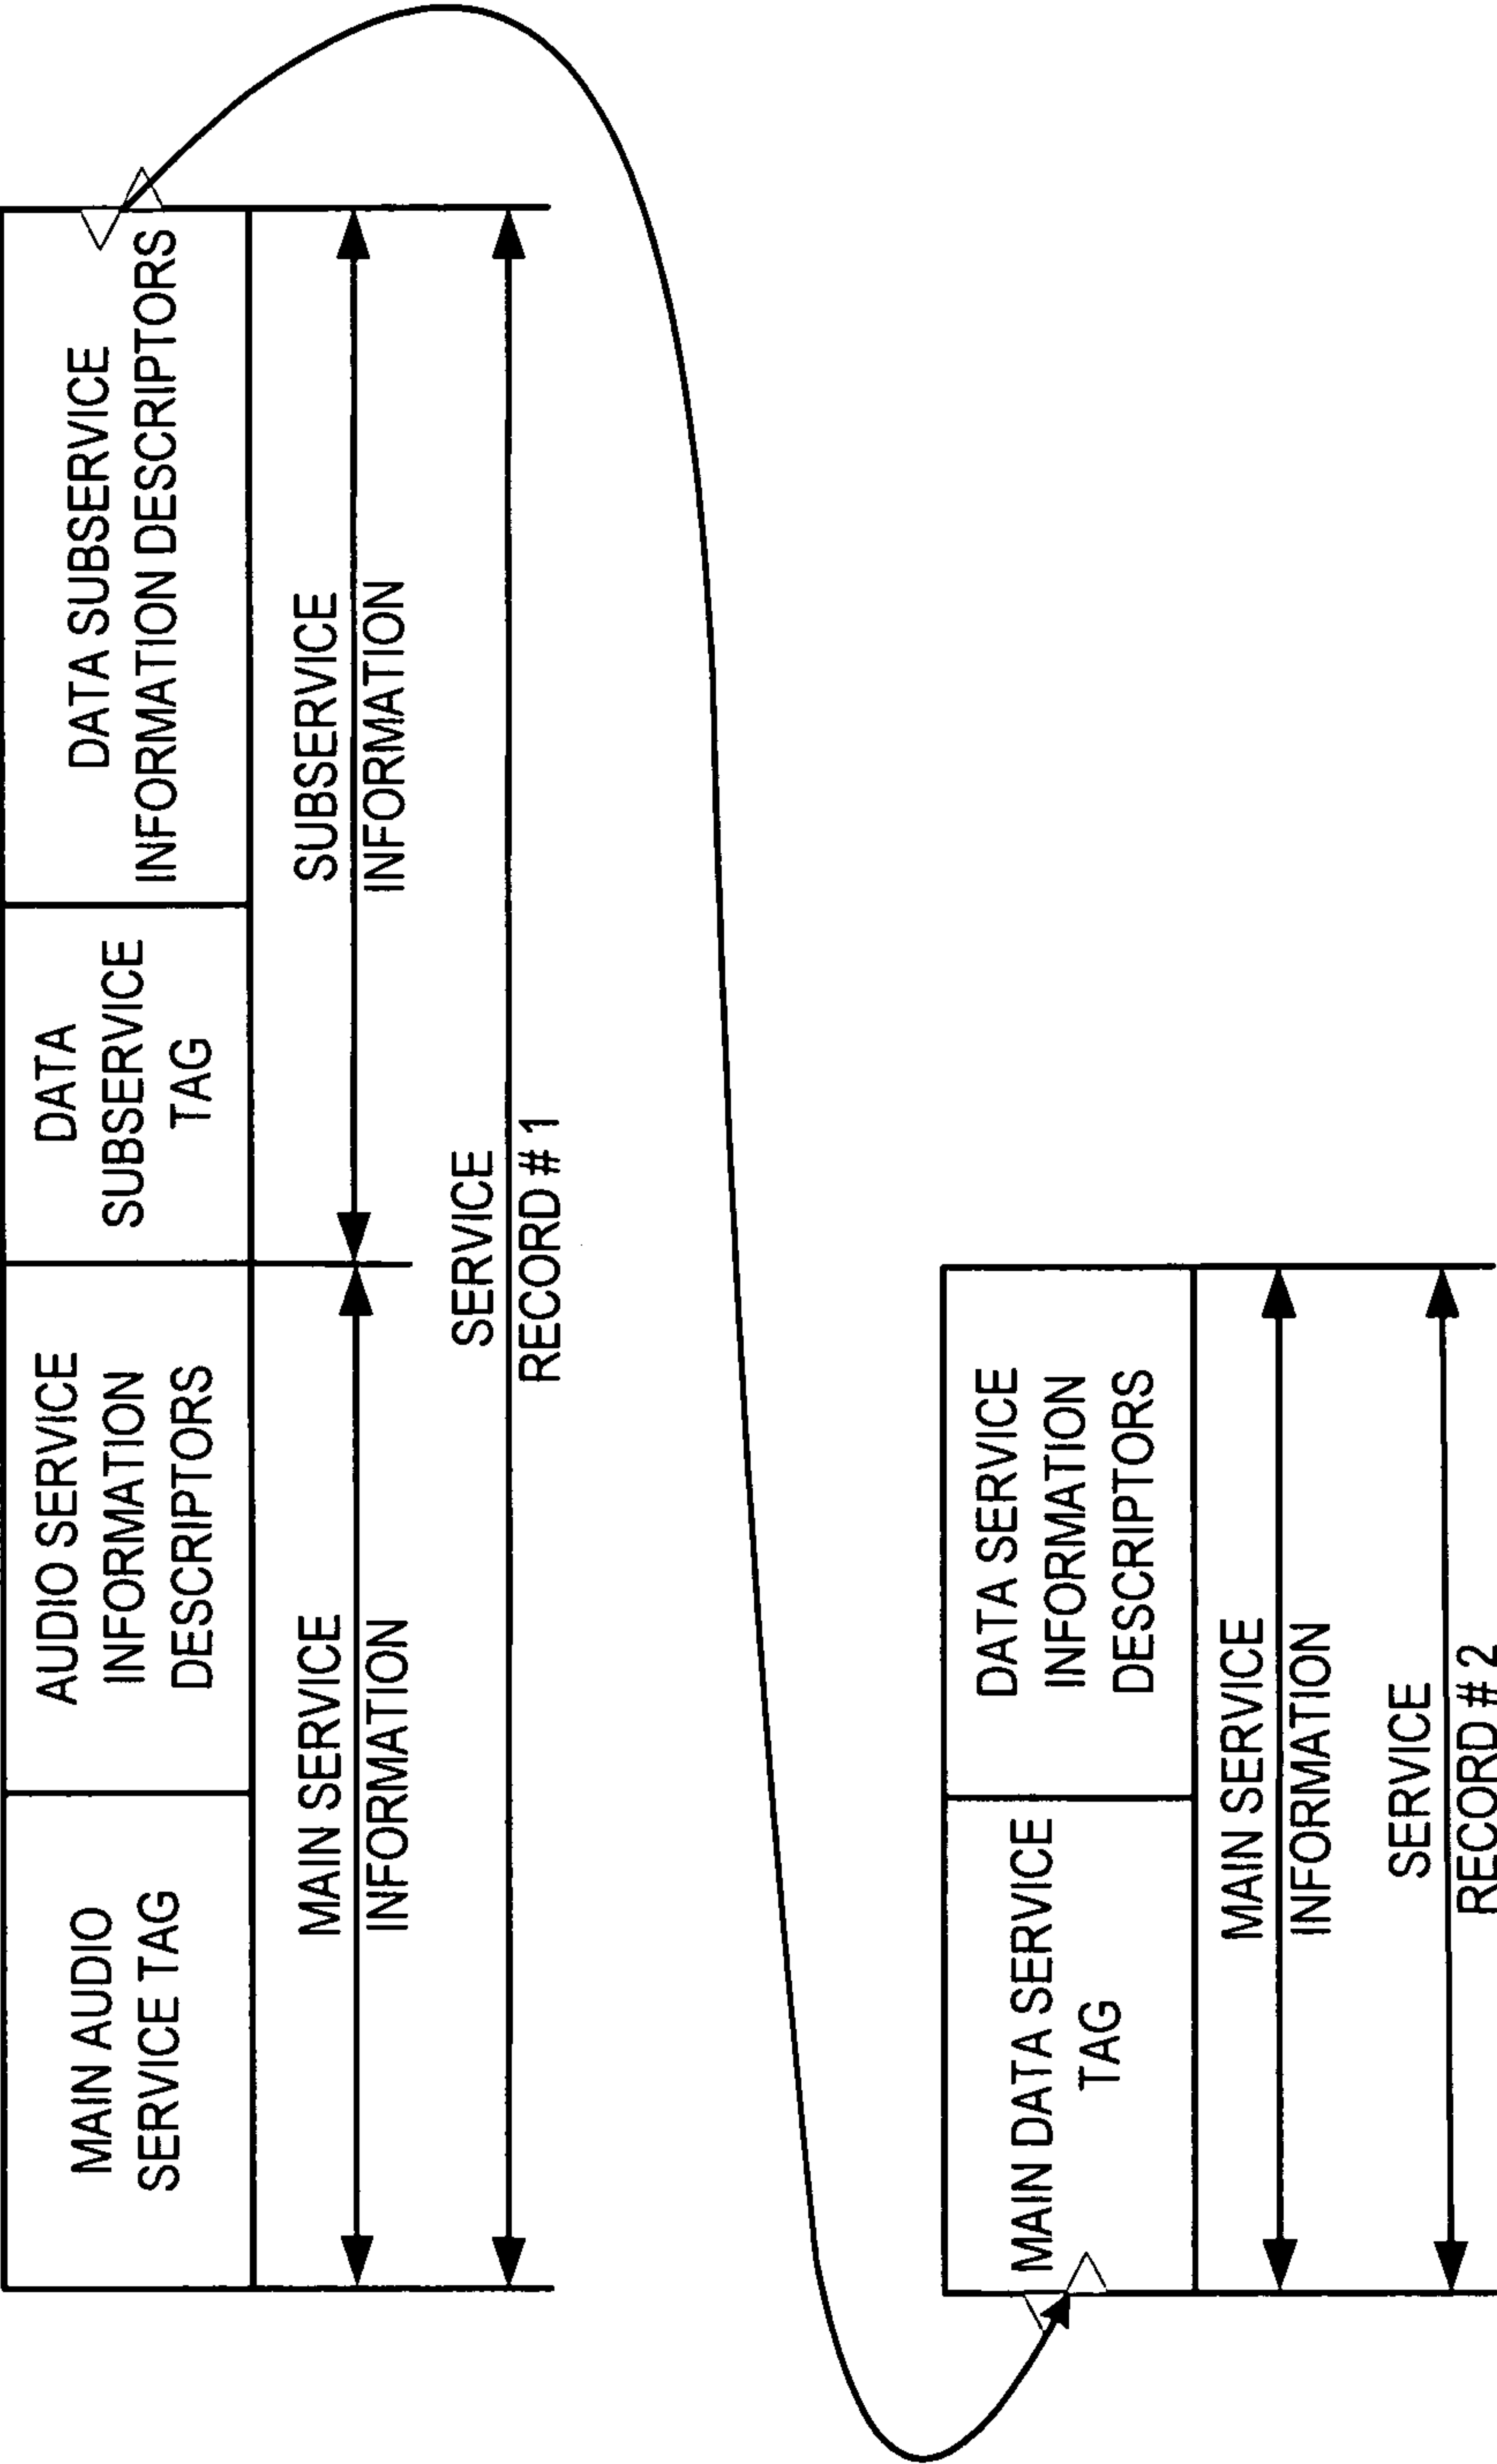 MAIN AUDIO
SERVICE TAG
AUDIO SERVICE
INFORMATION
DESCRIPTORS
DATA
SUBSERVICE
TAG
DATA SUBSERVICE
INFORMATION DESCRIPTORS
MAIN SERVICE
INFORMATION
SUBSERVICE
INFORMATION
SERVICE
RECORD # 1
MAIN DATA SERVICE
TAG
DATA SERVICE
INFORMATION
DESCRIPTORS
MAIN SERVICE
INFORMATION
SERVICE
RECORD # 2